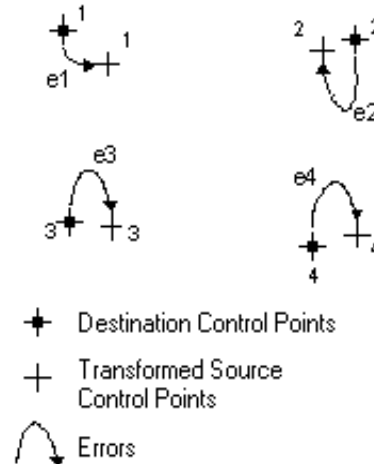 1
1
e1
2
2
e2
e3
3
3
e4
4
4
Destination Control Points
Transformed Source
Control Points
Errors